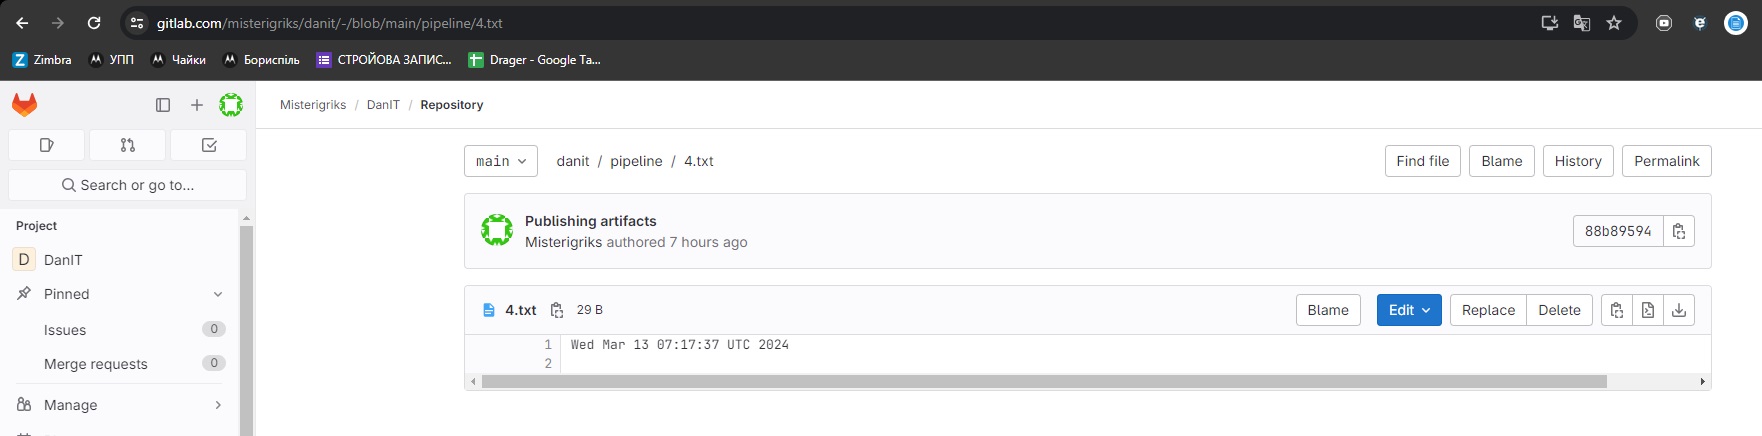 gitlab.com/misterigriks/danit/-/blob/main/pipeline/4.txt
Zimbra УПП Чайки Бориспіль СТРОЙОВА ЗАПИС... Drager - Google Ta...
Misterigriks / DanIT / Repository
Search or go to...
Project
D DanIT
Pinned
Issues 0
Merge requests 0
Manage
main danit / pipeline / 4.txt Find file Blame History Permalink
Publishing artifacts
Misterigriks authored 7 hours ago
88b89594
4.txt 29 B Blame Edit Replace Delete
1 Wed Mar 13 07:17:37 UTC 2024
2